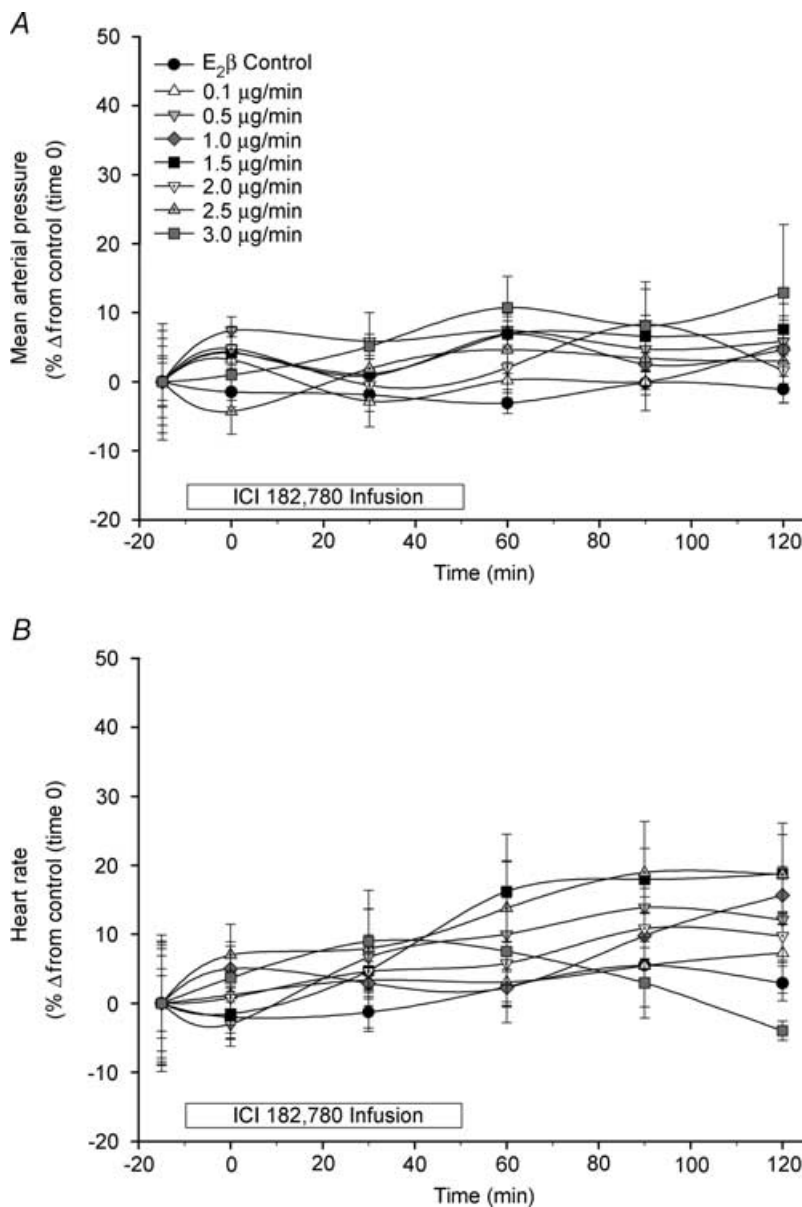 A
50
40
30
20
10
0
-10
-20
Mean arterial pressure
(% Δ from control (time 0)
E₂β Control
0.1 μg/min
0.5 μg/min
1.0 μg/min
1.5 μg/min
2.0 μg/min
2.5 μg/min
3.0 μg/min
ICI 182,780 Infusion
-20 0 20 40 60 80 100 120
Time (min)
B
50
40
30
20
10
0
-10
-20
Heart rate
(% Δ from control (time 0)
ICI 182,780 Infusion
-20 0 20 40 60 80 100 120
Time (min)